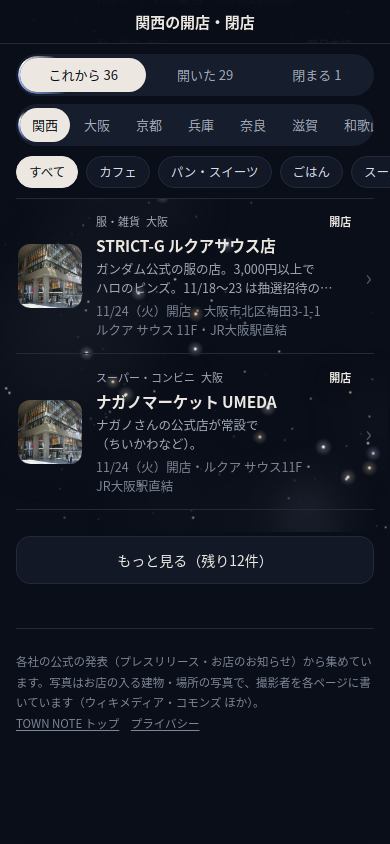 関西の開店・閉店
これから 36
開いた 29
閉まる 1
関西
大阪
京都
兵庫
奈良
滋賀
和歌
すべて
カフェ
パン・スイーツ
ごはん
スー
服・雑貨 大阪
開店
STRICT-G ルクアサウス店
ガンダム公式の服の店。3,000円以上で
ハロのピンズ。11/18〜23 は抽選招待の…
11/24（火）開店・大阪市北区梅田3-1-1
ルクア サウス 11F・JR大阪駅直結
スーパー・コンビニ 大阪
開店
ナガノマーケット UMEDA
ナガノさんの公式店が常設で
（ちいかわなど）。
11/24（火）開店・ルクア サウス11F・
JR大阪駅直結
もっと見る（残り12件）
各社の公式の発表（プレスリリース・お店のお知らせ）から集めてい
ます。写真はお店の入る建物・場所の写真で、撮影者を各ページに書
いています（ウィキメディア・コモンズ ほか）。
TOWN NOTE トップ プライバシー